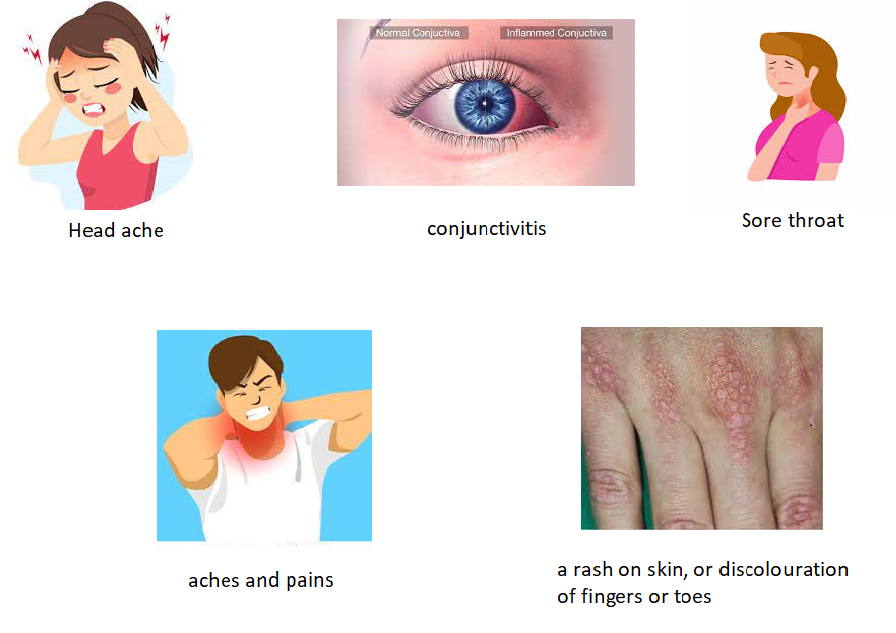 Normal Conjuctiva
Inflammed Conjuctiva
Head ache
conjunctivitis
Sore throat
aches and pains
a rash on skin, or discolouration
of fingers or toes